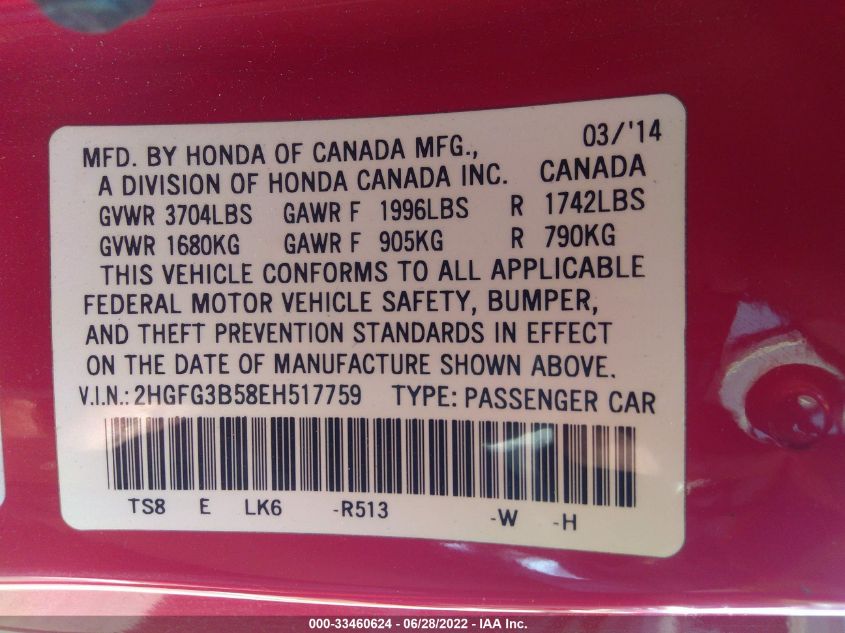 03/'14
MFD. BY HONDA OF CANADA MFG.,
A DIVISION OF HONDA CANADA INC. CANADA
GVWR 3704LBS GAWR F 1996LBS R 1742LBS
GVWR 1680KG GAWR F 905KG R 790KG
THIS VEHICLE CONFORMS TO ALL APPLICABLE
FEDERAL MOTOR VEHICLE SAFETY, BUMPER,
AND THEFT PREVENTION STANDARDS IN EFFECT
ON THE DATE OF MANUFACTURE SHOWN ABOVE.
V.I.N.: 2HGFG3B58EH517759 TYPE: PASSENGER CAR
TS8 E LK6 -R513 -W -H
000-33460624 / 06/28/2022 - IAA Inc.